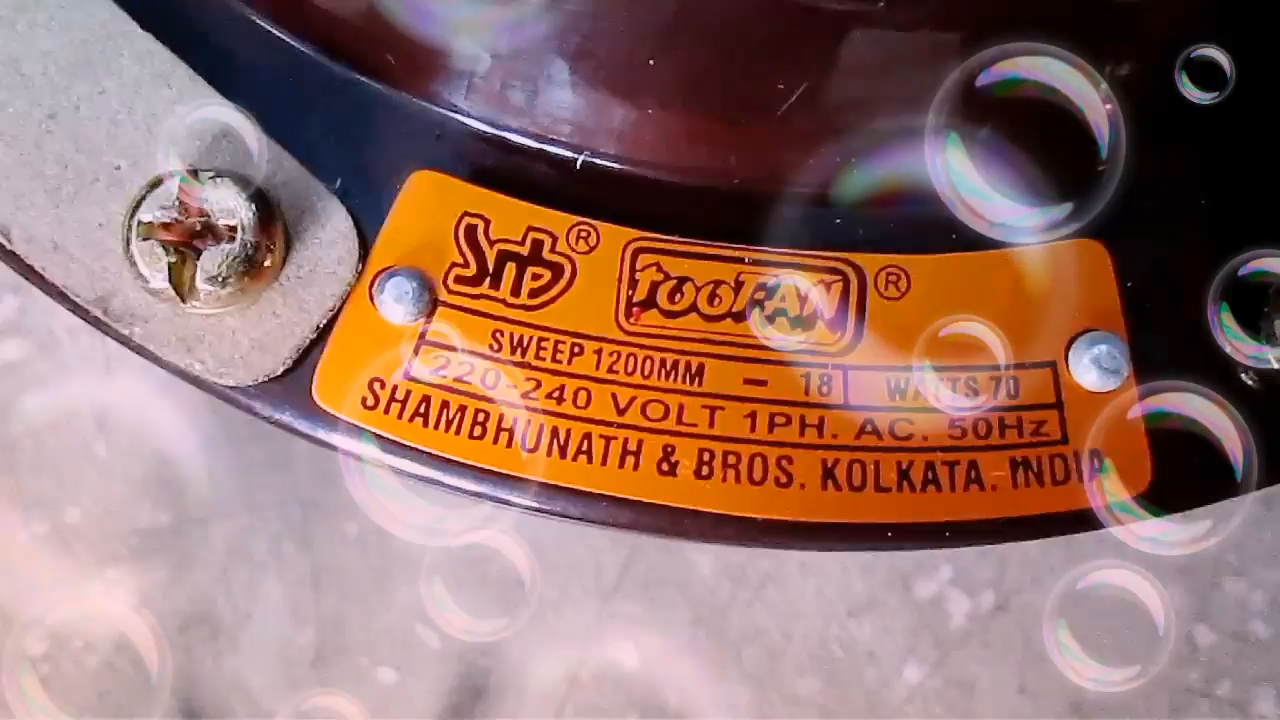 SNB ® tooFAN ®
SWEEP 1200MM – 18 WATTS 70
220-240 VOLT 1PH. AC. 50Hz
SHAMBHUNATH & BROS. KOLKATA. INDIA